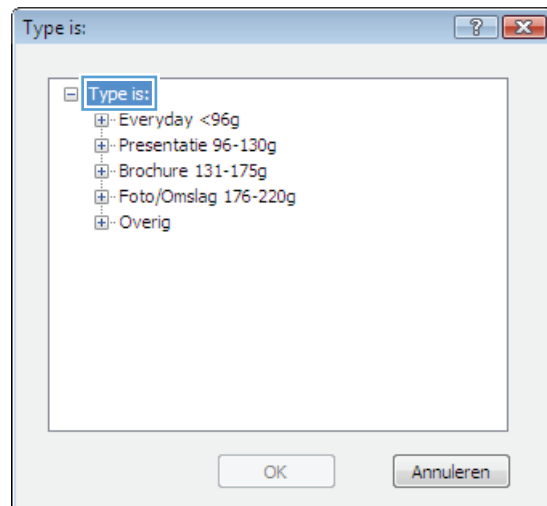 Type is:
Type is:
Everyday <96g
Presentatie 96-130g
Brochure 131-175g
Foto/Omslag 176-220g
Overig
OK Annuleren